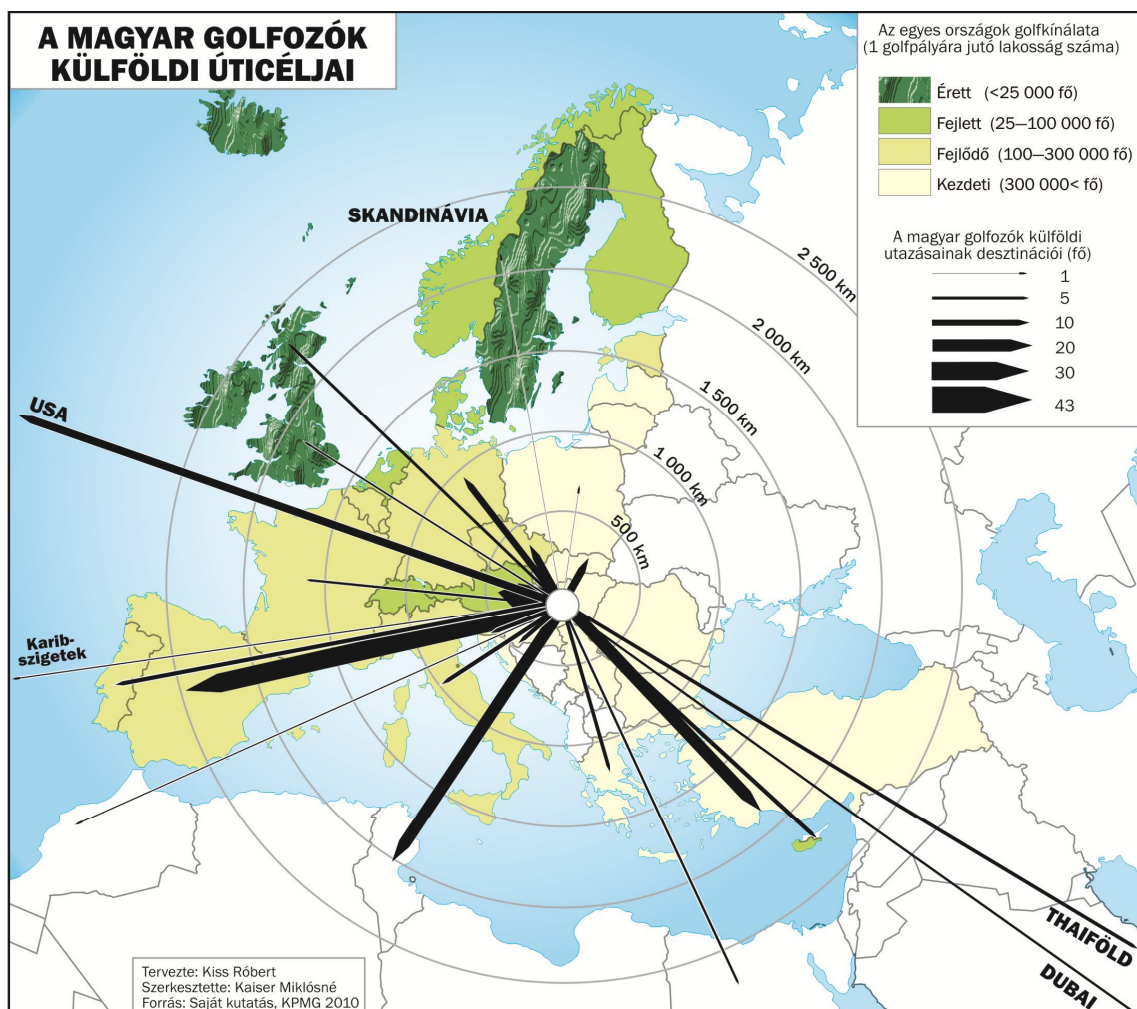 A MAGYAR GOLFOZÓK
KÜLFÖLDI ÚTICÉLJAI
Az egyes országok golfkínálata
(1 golfpályára jutó lakosság száma)
Érett (<25 000 fő)
Fejlett (25—100 000 fő)
Fejlődő (100—300 000 fő)
Kezdeti (300 000< fő)
A magyar golfozók külföldi
utazásainak desztinációi (fő)
1
5
10
20
30
43
SKANDINÁVIA
2 500 km
2 000 km
1 500 km
1 000 km
500 km
USA
Karib-
szigetek
THAIFÖLD
DUBAI
Tervezte: Kiss Róbert
Szerkesztette: Kaiser Miklósné
Forrás: Saját kutatás, KPMG 2010